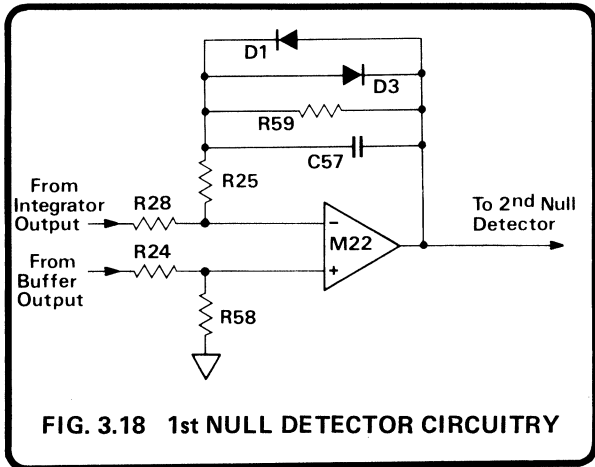 D1
D3
R59
C57
R25
From
Integrator
Output
R28
To 2nd Null
Detector
M22
-
+
From
Buffer
Output
R24
R58
FIG. 3.18 1st NULL DETECTOR CIRCUITRY